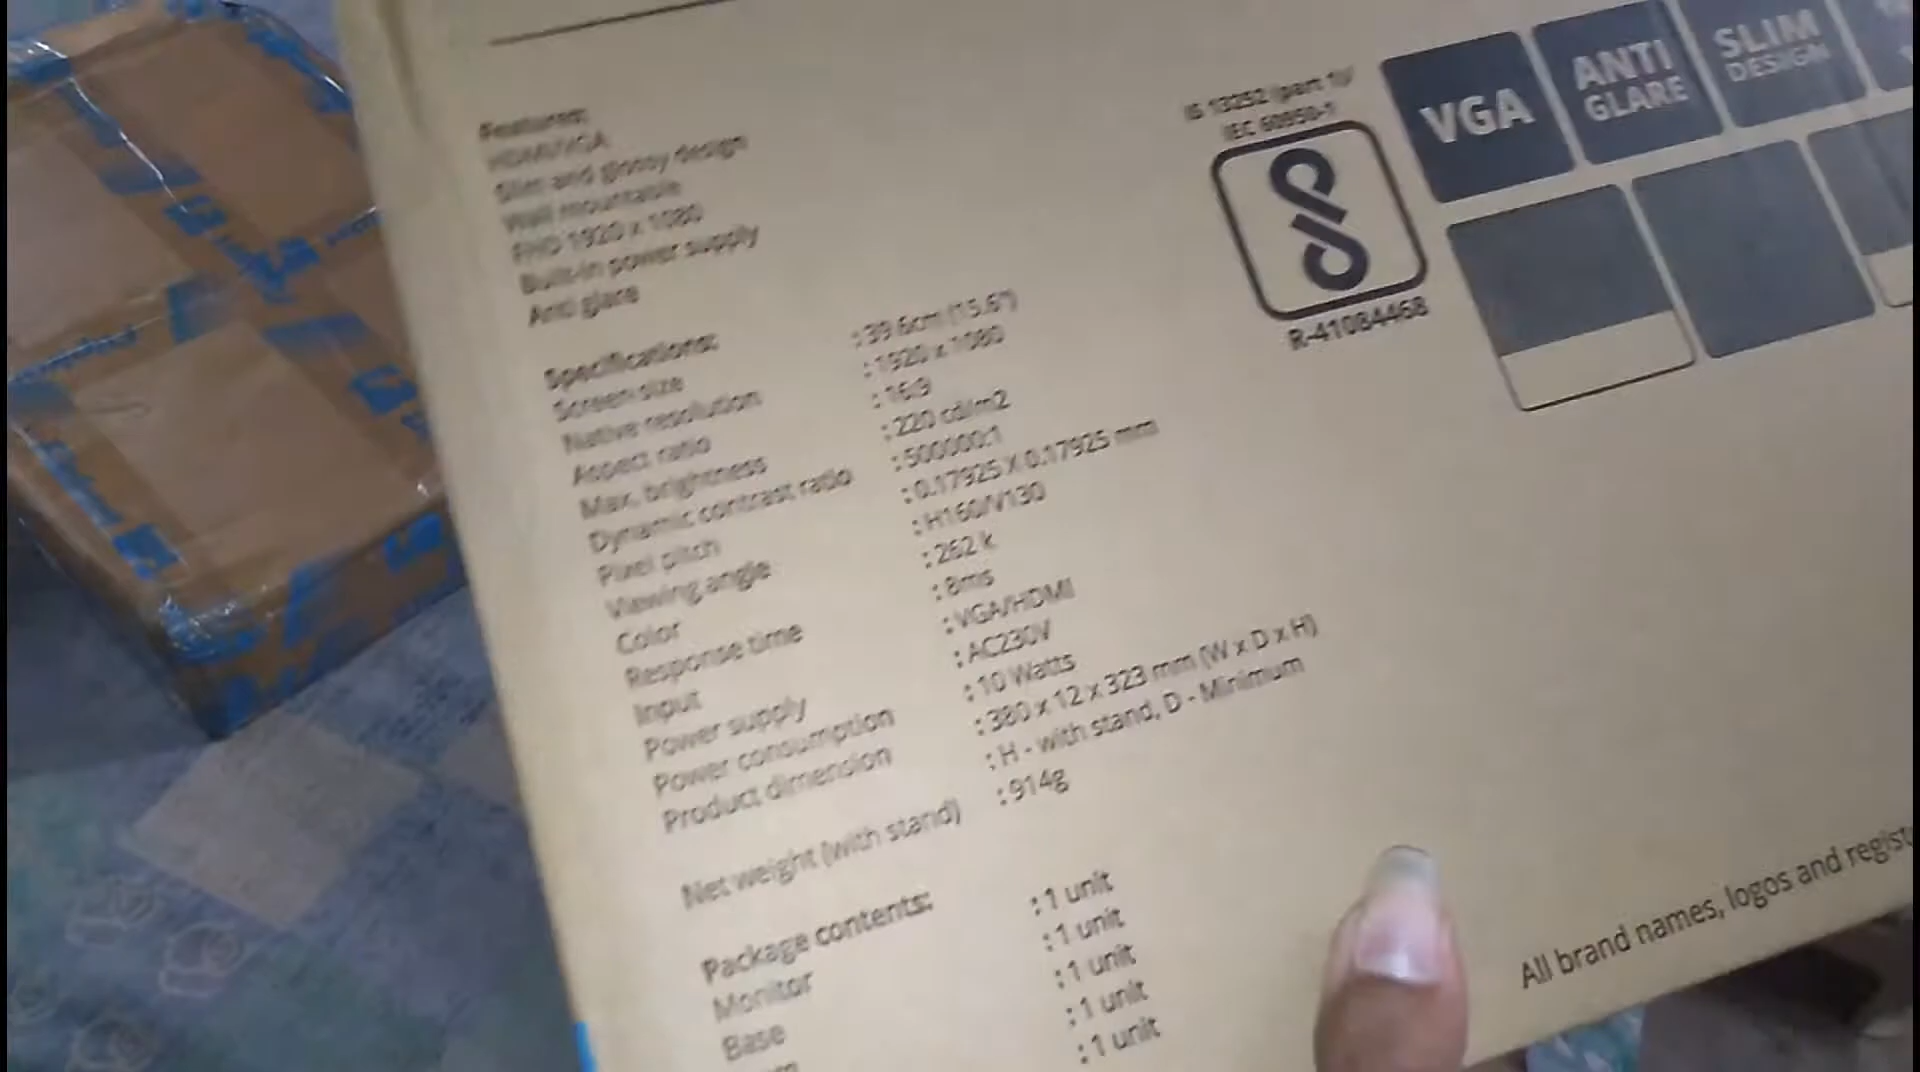 Features:
HDMI/VGA
Slim and glossy design
Wall mountable
FHD 1920 x 1080
Built-in power supply
Anti glare
Specifications:
Screen size : 39.6cm (15.6")
Native resolution : 1920 x 1080
Aspect ratio : 16:9
Max. brightness : 220 cd/m2
Dynamic contrast ratio : 500000:1
Pixel pitch : 0.17925 X 0.17925 mm
Viewing angle : H160/V130
Color : 262 k
Response time : 8ms
Input : VGA/HDMI
Power supply : AC230V
Power consumption : 10 Watts
Product dimension : 380 x 12 x 323 mm (W x D x H)
: H - with stand, D - Minimum
Net weight (with stand) : 914g
Package contents:
Monitor : 1 unit
Base : 1 unit
: 1 unit
: 1 unit
: 1 unit
IS 13252 (part 1)/
IEC 60950-1
R-41084468
VGA
ANTI
GLARE
SLIM
DESIGN
All brand names, logos and